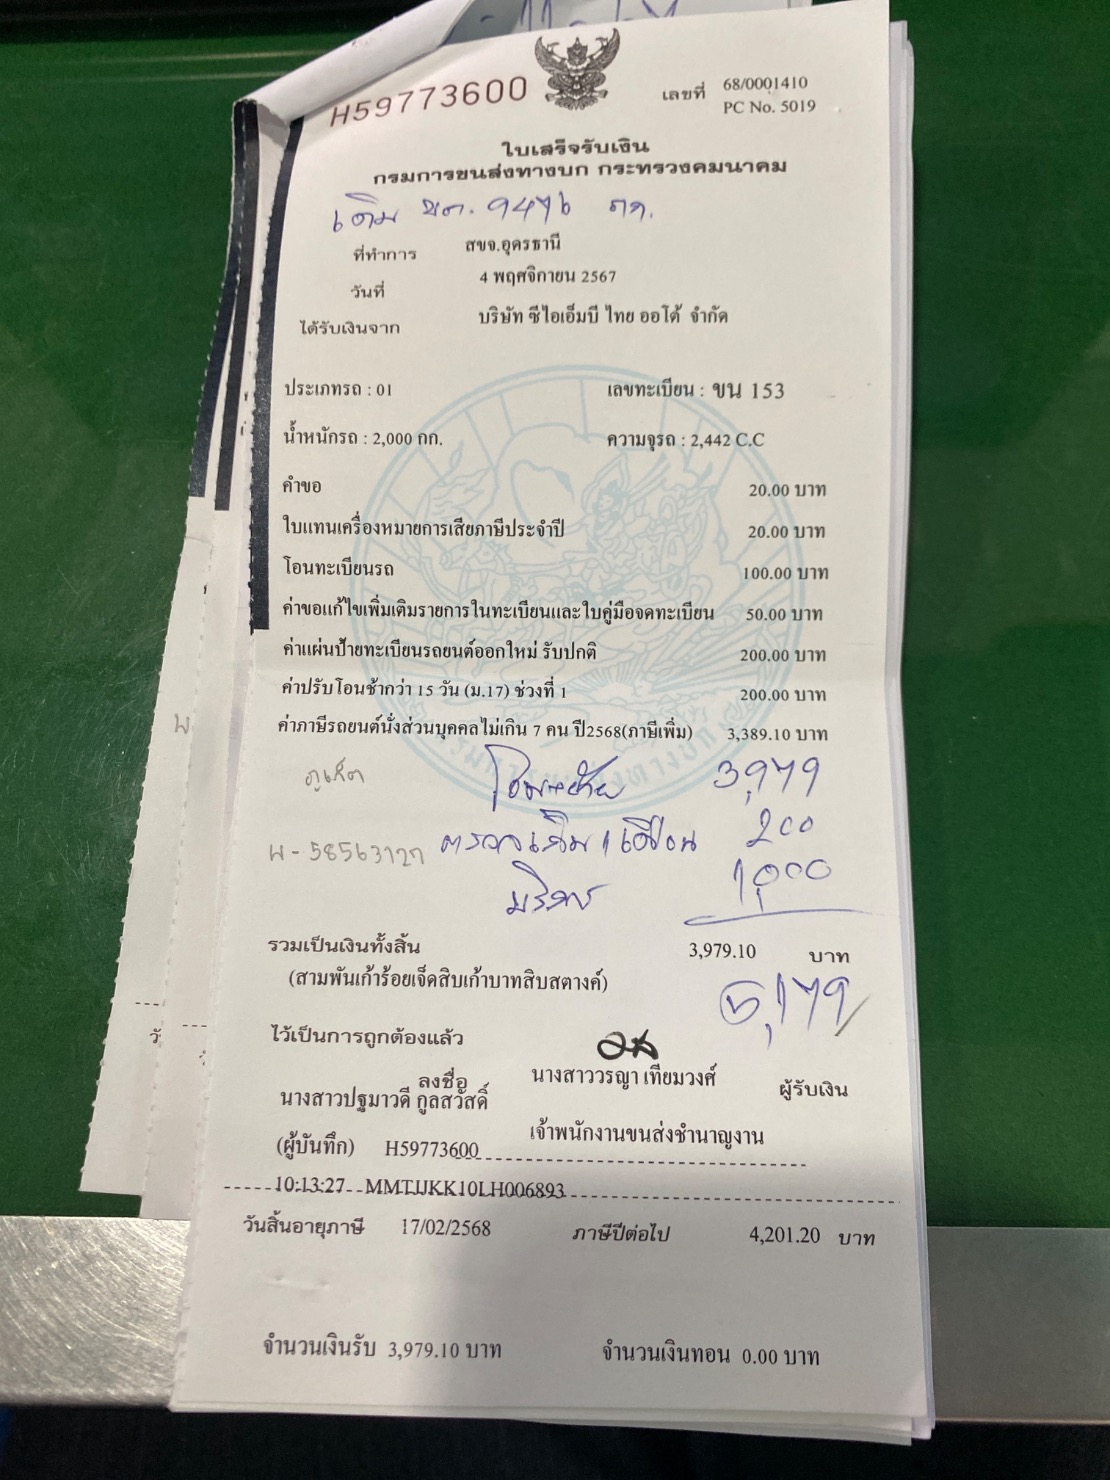 H59773600
เลขที่ 68/0001410
PC No. 5019
ใบเสร็จรับเงิน
กรมการขนส่งทางบก กระทรวงคมนาคม
เดิม ขต. 9476 ตก.
ที่ทำการ สขจ.อุดรธานี
วันที่ 4 พฤศจิกายน 2567
ได้รับเงินจาก บริษัท ซีไอเอ็มบี ไทย ออโต้ จำกัด
ประเภทรถ : 01 เลขทะเบียน : ขน 153
น้ำหนักรถ : 2,000 กก. ความจุรถ : 2,442 C.C
คำขอ 20.00 บาท
ใบแทนเครื่องหมายการเสียภาษีประจำปี 20.00 บาท
โอนทะเบียนรถ 100.00 บาท
ค่าขอแก้ไขเพิ่มเติมรายการในทะเบียนและใบคู่มือจดทะเบียน 50.00 บาท
ค่าแผ่นป้ายทะเบียนรถยนต์ออกใหม่ รับปกติ 200.00 บาท
ค่าปรับโอนช้ากว่า 15 วัน (ม.17) ช่วงที่ 1 200.00 บาท
ค่าภาษีรถยนต์นั่งส่วนบุคคลไม่เกิน 7 คน ปี2568(ภาษีเพิ่ม) 3,389.10 บาท
ภูเก็ต 3,979
พ-58563127 200
บริการ 1,000
รวมเป็นเงินทั้งสิ้น 3,979.10 บาท
(สามพันเก้าร้อยเจ็ดสิบเก้าบาทสิบสตางค์)
5,179
ไว้เป็นการถูกต้องแล้ว
ลงชื่อ นางสาววรญา เทียมวงศ์ ผู้รับเงิน
นางสาวปฐมาวดี กูลสวัสดิ์
เจ้าพนักงานขนส่งชำนาญงาน
(ผู้บันทึก) H59773600
10:13:27 MMTJJKK10LH006893
วันสิ้นอายุภาษี 17/02/2568 ภาษีปีต่อไป 4,201.20 บาท
จำนวนเงินรับ 3,979.10 บาท จำนวนเงินทอน 0.00 บาท